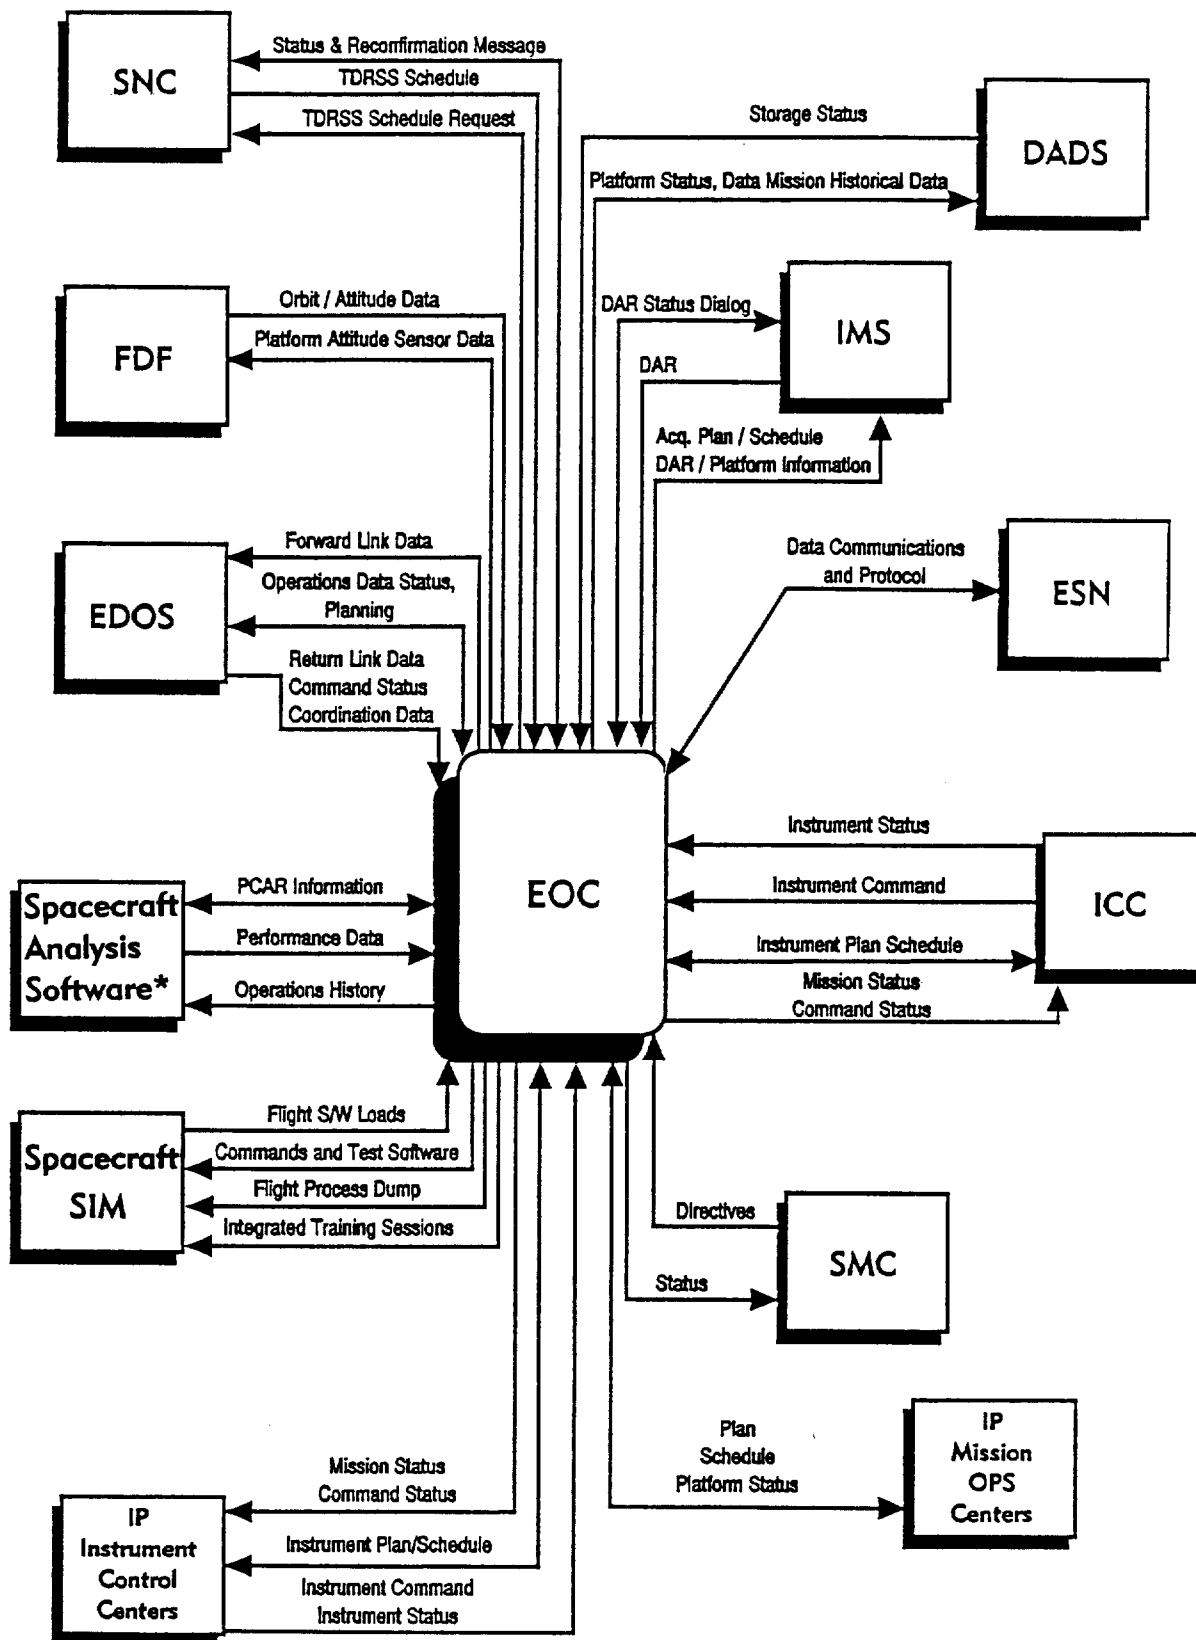 SNC
Status & Reconfirmation Message
TDRSS Schedule
TDRSS Schedule Request
Storage Status
DADS
Platform Status, Data Mission Historical Data
FDF
Orbit / Attitude Data
Platform Attitude Sensor Data
DAR Status Dialog
IMS
DAR
Acq. Plan / Schedule
DAR / Platform Information
EDOS
Forward Link Data
Operations Data Status,
Planning
Return Link Data
Command Status
Coordination Data
Data Communications
and Protocol
ESN
EOC
Instrument Status
Instrument Command
Instrument Plan Schedule
Mission Status
Command Status
ICC
Spacecraft
Analysis
Software*
PCAR Information
Performance Data
Operations History
Spacecraft
SIM
Flight S/W Loads
Commands and Test Software
Flight Process Dump
Integrated Training Sessions
Directives
Status
SMC
Plan
Schedule
Platform Status
IP
Mission
OPS
Centers
IP
Instrument
Control
Centers
Mission Status
Command Status
Instrument Plan/Schedule
Instrument Command
Instrument Status